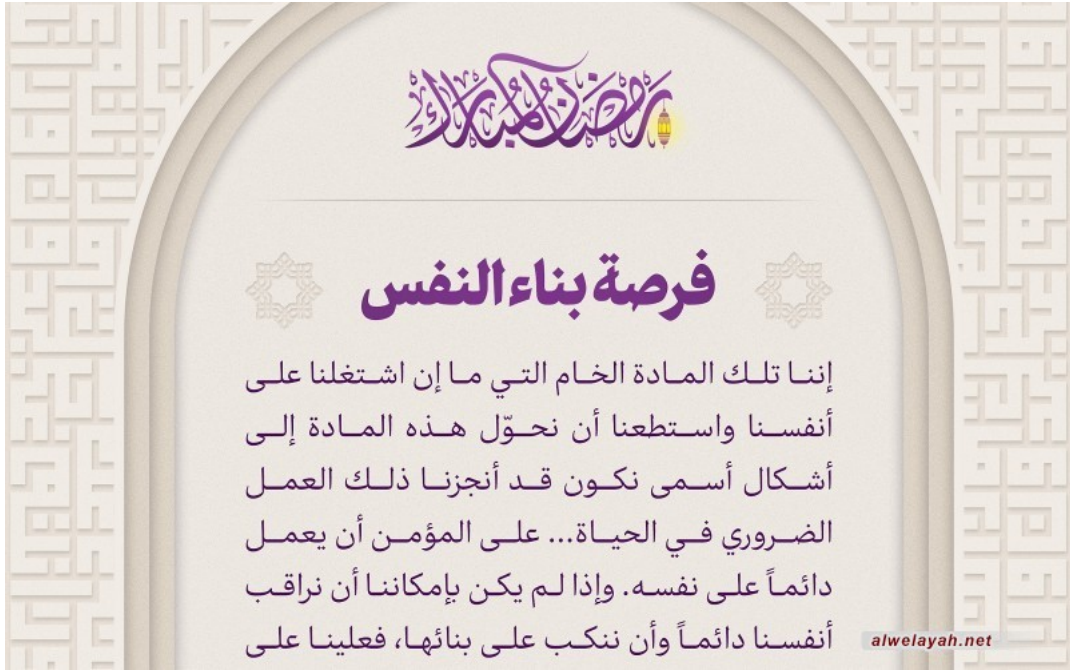 رمضان المبارك
فرصة بناء النفس
إننا تلك المادة الخام التي ما إن اشتغلنا على
أنفسنا واستطعنا أن نحوّل هذه المادة إلى
أشكال أسمى نكون قد أنجزنا ذلك العمل
الضروري في الحياة... على المؤمن أن يعمل
دائماً على نفسه. وإذا لم يكن بإمكاننا أن نراقب
أنفسنا دائماً وأن ننكب على بنائها، فعلينا على
alwelayah.net